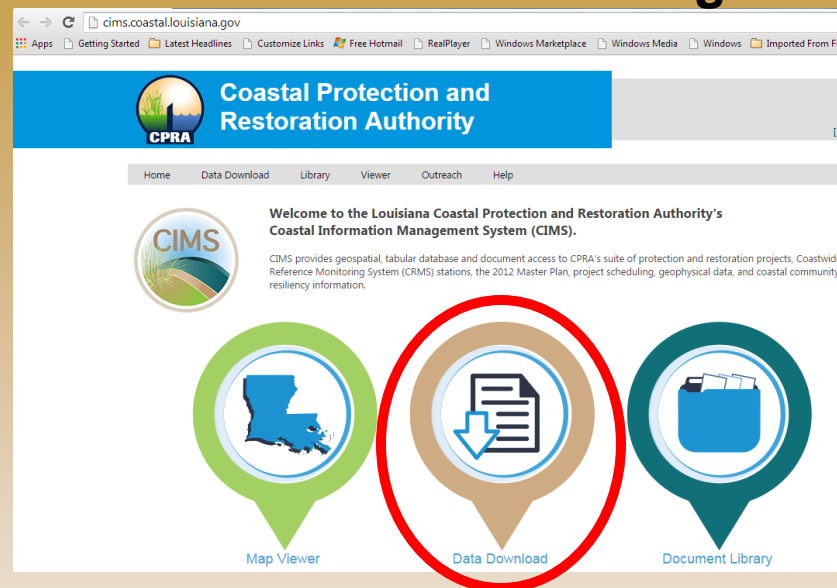 cims.coastal.louisiana.gov
Apps Getting Started Latest Headlines Customize Links Free Hotmail RealPlayer Windows Marketplace Windows Media Windows Imported From Fi
Coastal Protection and
Restoration Authority
CPRA
[
Home Data Download Library Viewer Outreach Help
CIMS
Welcome to the Louisiana Coastal Protection and Restoration Authority's
Coastal Information Management System (CIMS).
CIMS provides geospatial, tabular database and document access to CPRA's suite of protection and restoration projects, Coastwide
Reference Monitoring System (CRMS) stations, the 2012 Master Plan, project scheduling, geophysical data, and coastal community
resiliency information.
Map Viewer Data Download Document Library